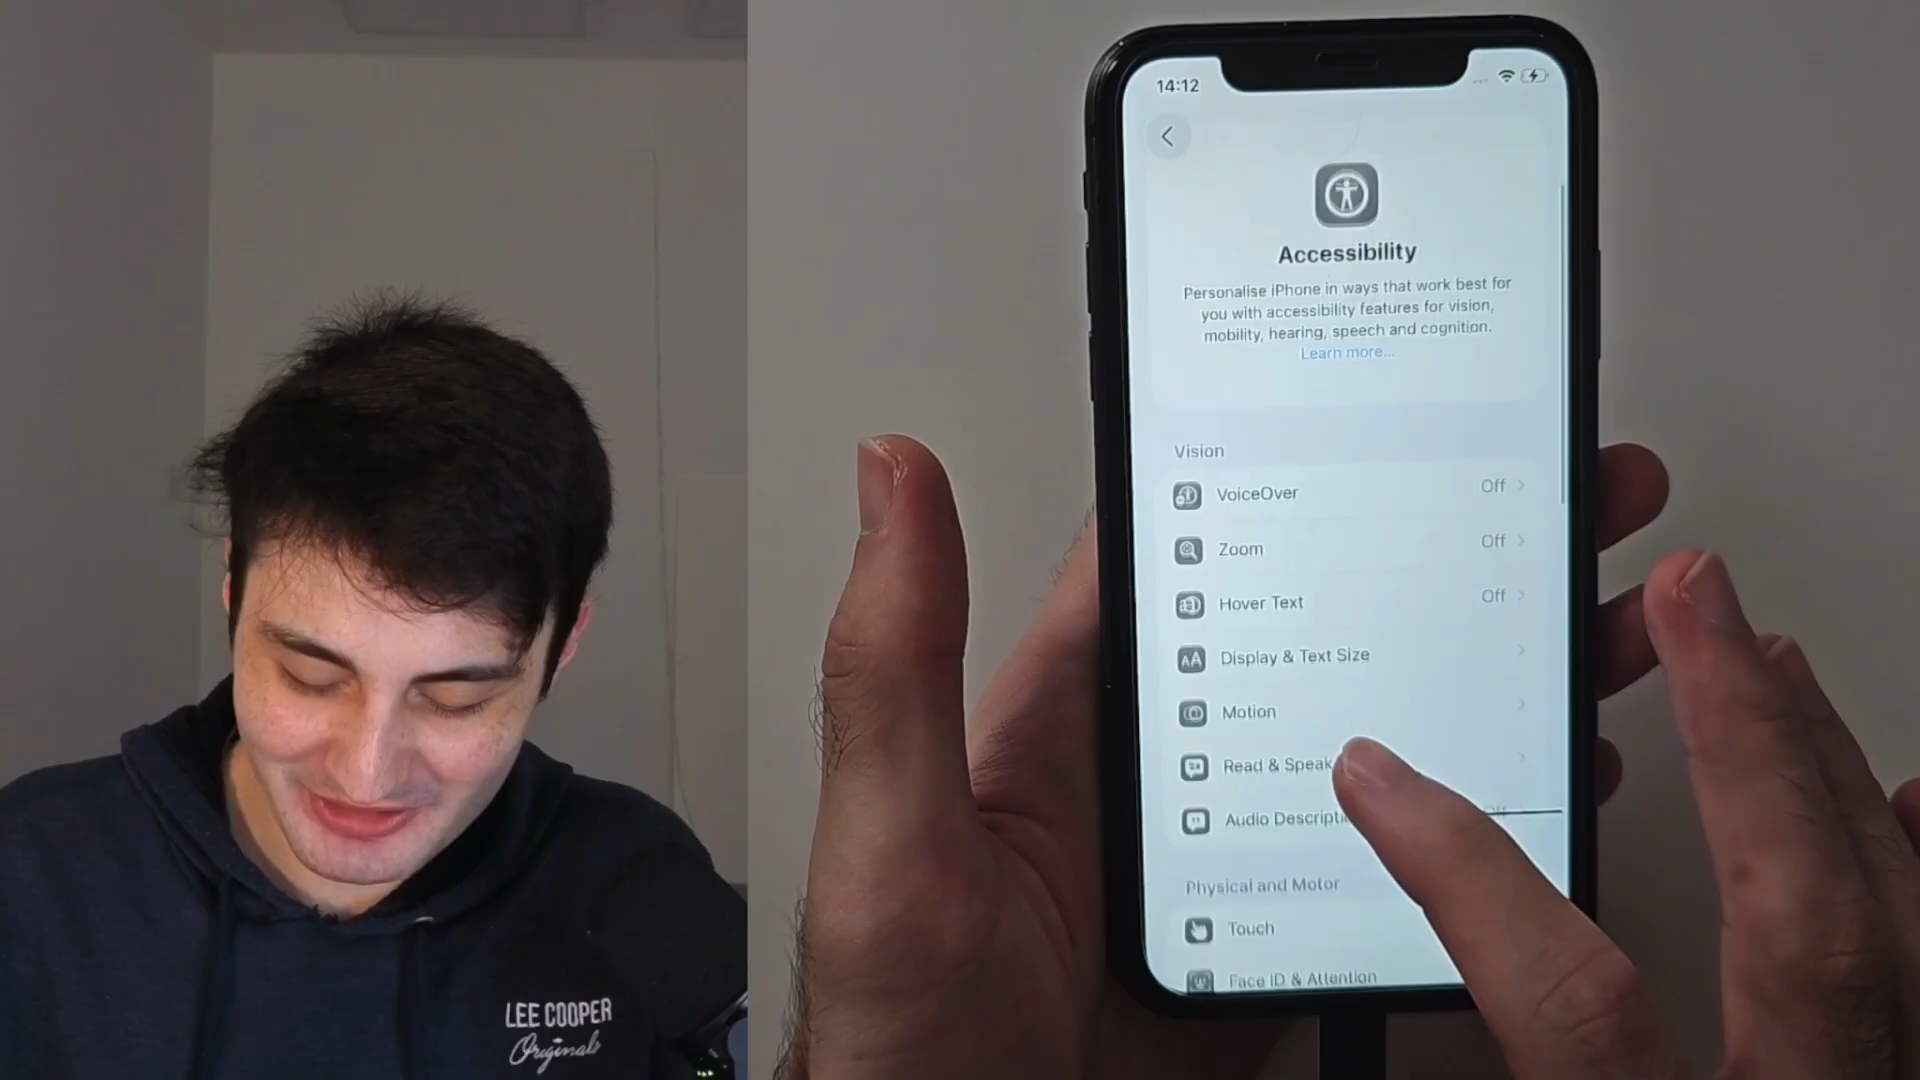 14:12
Accessibility
Personalise iPhone in ways that work best for
you with accessibility features for vision,
mobility, hearing, speech and cognition.
Learn more...
Vision
VoiceOver Off
Zoom Off
Hover Text Off
Display & Text Size
Motion
Read & Speak
Audio Descripti
Physical and Motor
Touch
Face ID & Attention
LEE COOPER
Originals